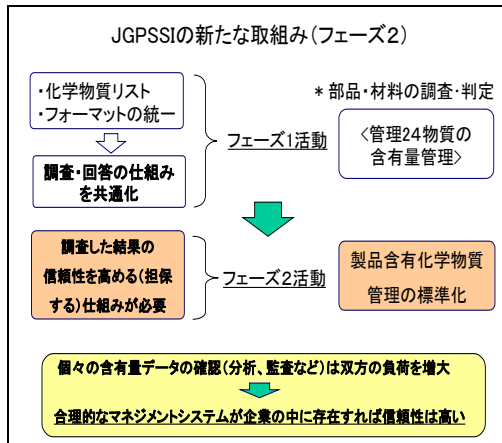 JGPSSIの新たな取組み(フェーズ2)
・化学物質リスト
・フォーマットの統一
調査・回答の仕組み
を共通化
フェーズ1活動
*部品・材料の調査・判定
<管理24物質の
含有量管理>
調査した結果の
信頼性を高める(担保
する)仕組みが必要
フェーズ2活動
製品含有化学物質
管理の標準化
個々の含有量データの確認(分析、監査など)は双方の負荷を増大
合理的なマネジメントシステムが企業の中に存在すれば信頼性は高い